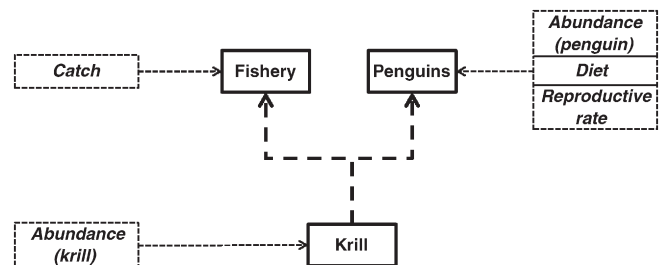 Abundance
(penguin)
Catch
Fishery
Penguins
Diet
Reproductive
rate
Abundance
(krill)
Krill